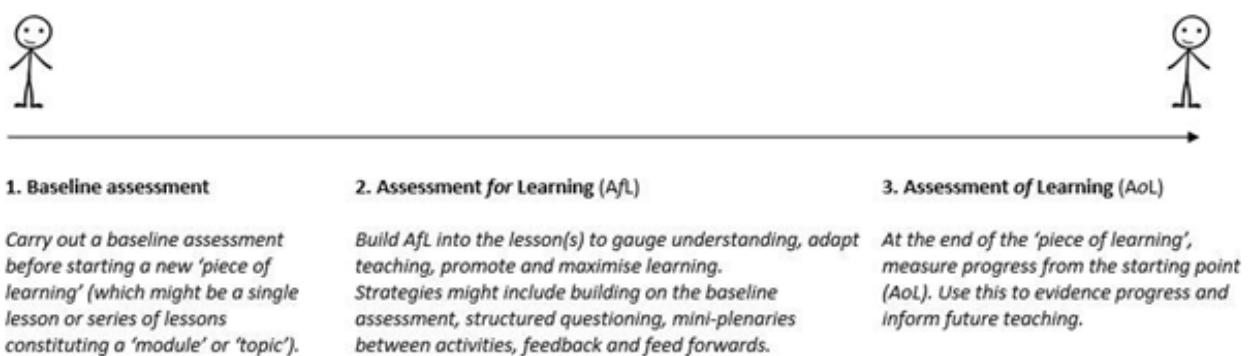 1. Baseline assessment
Carry out a baseline assessment
before starting a new ‘piece of
learning’ (which might be a single
lesson or series of lessons
constituting a ‘module’ or ‘topic’).
2. Assessment for Learning (AfL)
Build AfL into the lesson(s) to gauge understanding, adapt
teaching, promote and maximise learning.
Strategies might include building on the baseline
assessment, structured questioning, mini-plenaries
between activities, feedback and feed forwards.
3. Assessment of Learning (AoL)
At the end of the ‘piece of learning’,
measure progress from the starting point
(AoL). Use this to evidence progress and
inform future teaching.